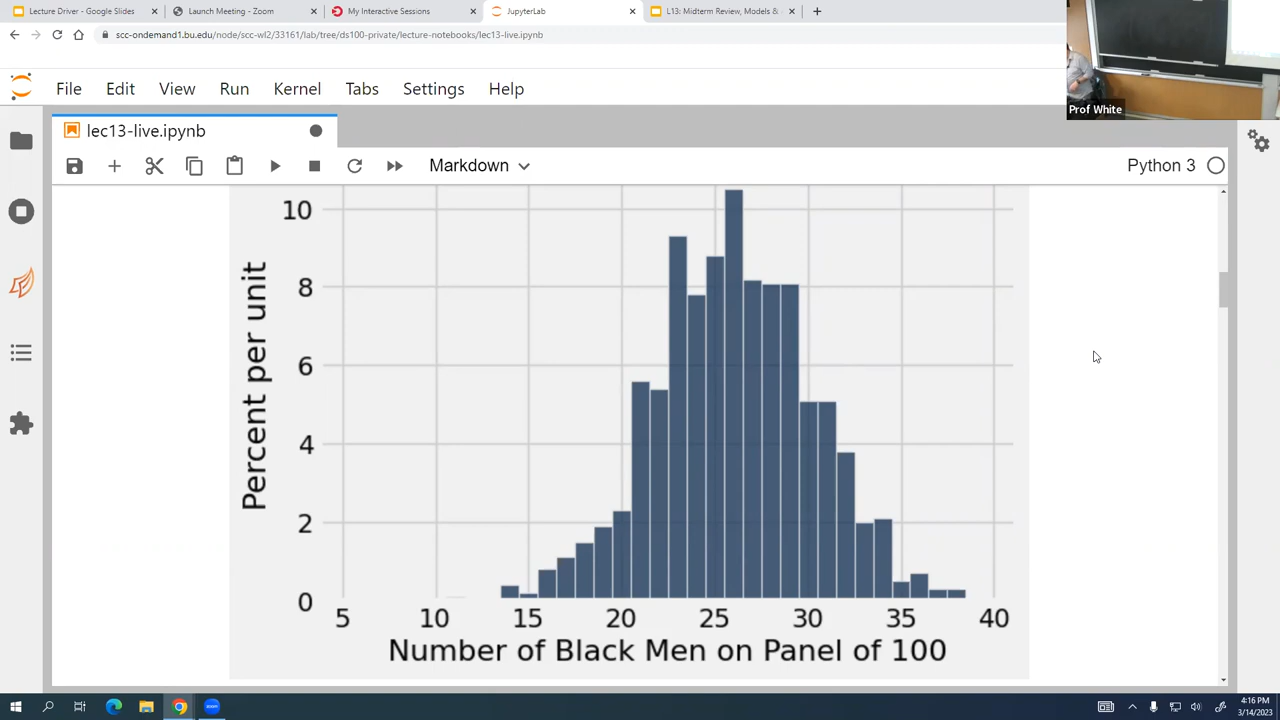 Lecture Driver - Google Slides
Launch Meeting - Zoom
My Interactive Sessions
JupyterLab
L13: Midterm Review, Models &
scc-ondemand1.bu.edu/node/scc-wl2/33161/lab/tree/ds100-private/lecture-notebooks/lec13-live.ipynb
Prof White
File Edit View Run Kernel Tabs Settings Help
lec13-live.ipynb
Markdown
Python 3
10
8
6
4
2
0
Percent per unit
5 10 15 20 25 30 35 40
Number of Black Men on Panel of 100
4:16 PM
3/14/2023